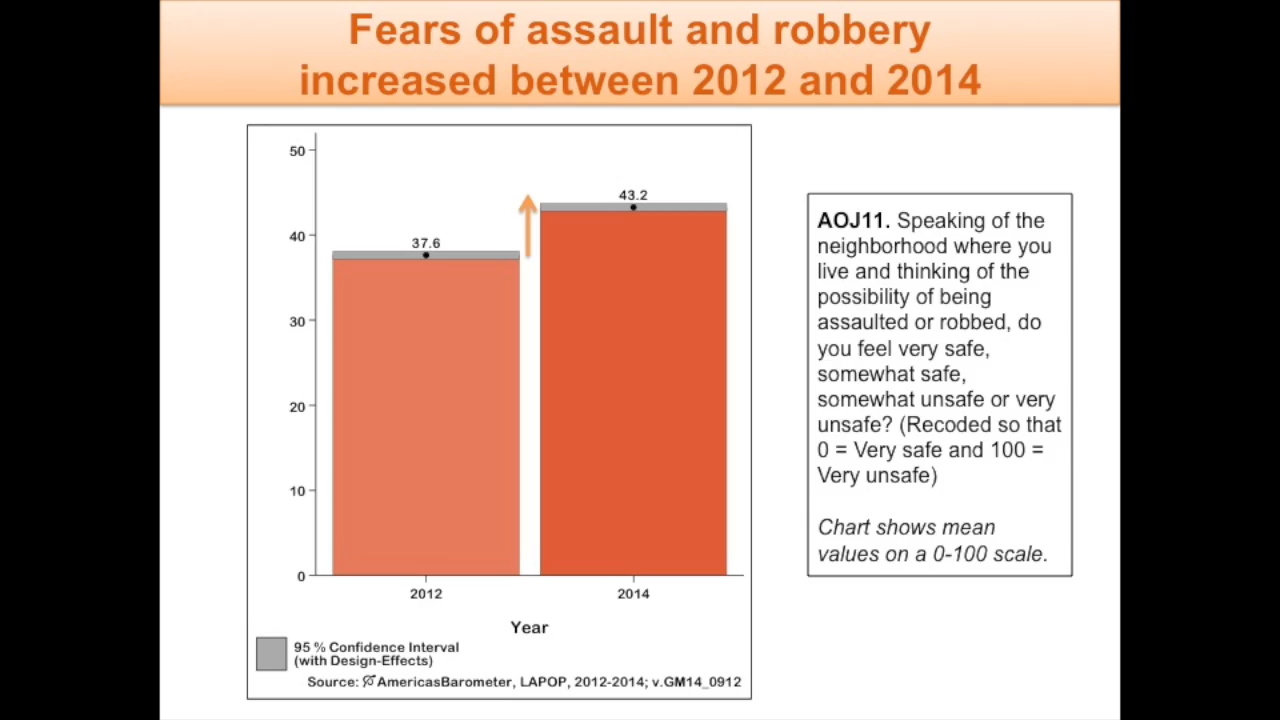 Fears of assault and robbery
increased between 2012 and 2014
50
40
30
20
10
0
37.6
43.2
2012
2014
Year
95 % Confidence Interval
(with Design-Effects)
Source: AmericasBarometer, LAPOP, 2012-2014; v.GM14_0912
AOJ11. Speaking of the
neighborhood where you
live and thinking of the
possibility of being
assaulted or robbed, do
you feel very safe,
somewhat safe,
somewhat unsafe or very
unsafe? (Recoded so that
0 = Very safe and 100 =
Very unsafe)
Chart shows mean
values on a 0-100 scale.